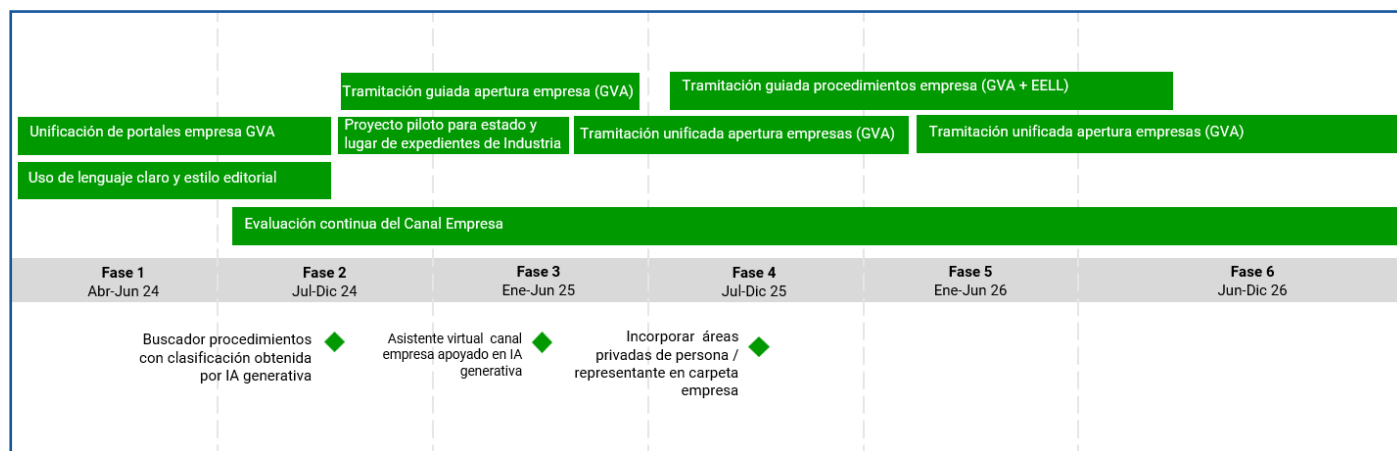 Tramitación guiada apertura empresa (GVA)
Tramitación guiada procedimientos empresa (GVA + EELL)
Unificación de portales empresa GVA
Proyecto piloto para estado y
lugar de expedientes de Industria
Tramitación unificada apertura empresas (GVA)
Tramitación unificada apertura empresas (GVA)
Uso de lenguaje claro y estilo editorial
Evaluación continua del Canal Empresa
Fase 1
Abr-Jun 24
Fase 2
Jul-Dic 24
Fase 3
Ene-Jun 25
Fase 4
Jul-Dic 25
Fase 5
Ene-Jun 26
Fase 6
Jun-Dic 26
Buscador procedimientos
con clasificación obtenida
por IA generativa
Asistente virtual canal
empresa apoyado en IA
generativa
Incorporar áreas
privadas de persona /
representante en carpeta
empresa